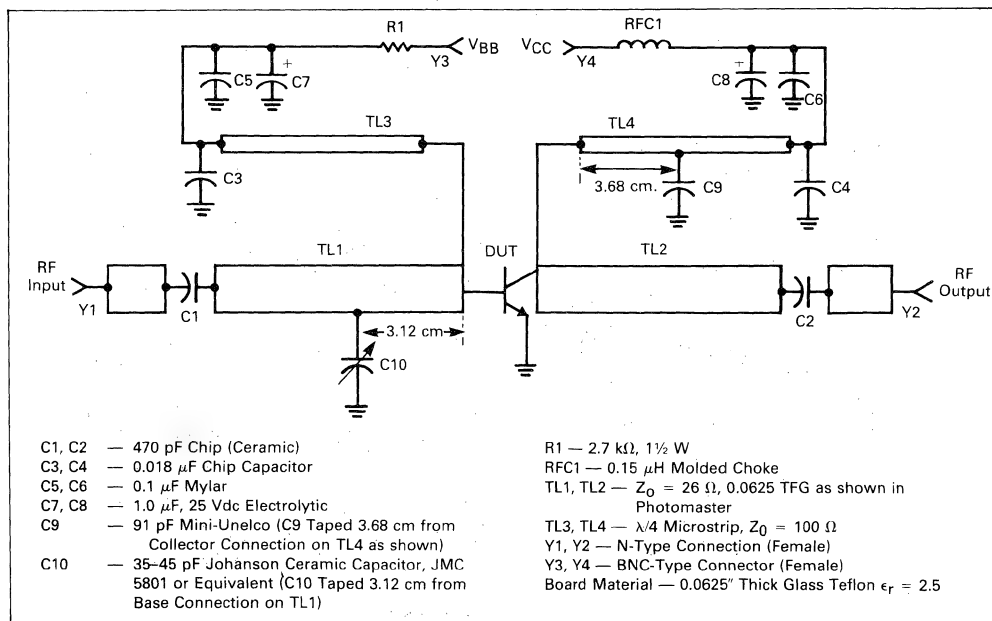 R1
VBB
Y3
RFC1
VCC
Y4
C5
+
C7
+
C8
C6
TL3
TL4
C3
3.68 cm.
C9
C4
RF
Input
Y1
C1
TL1
3.12 cm
C10
DUT
TL2
C2
RF
Output
Y2
C1, C2 — 470 pF Chip (Ceramic)
C3, C4 — 0.018 μF Chip Capacitor
C5, C6 — 0.1 μF Mylar
C7, C8 — 1.0 μF, 25 Vdc Electrolytic
C9 — 91 pF Mini-Unelco (C9 Taped 3.68 cm from
Collector Connection on TL4 as shown)
C10 — 35–45 pF Johanson Ceramic Capacitor, JMC
5801 or Equivalent (C10 Taped 3.12 cm from
Base Connection on TL1)
R1 — 2.7 kΩ, 1½ W
RFC1 — 0.15 μH Molded Choke
TL1, TL2 — Zo = 26 Ω, 0.0625 TFG as shown in
Photomaster
TL3, TL4 — λ/4 Microstrip, Z0 = 100 Ω
Y1, Y2 — N-Type Connection (Female)
Y3, Y4 — BNC-Type Connector (Female)
Board Material — 0.0625″ Thick Glass Teflon εr = 2.5